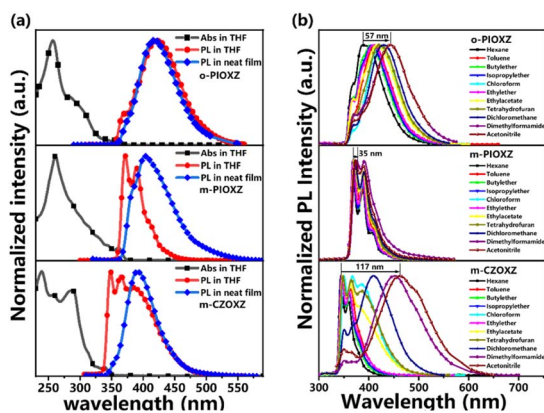 (a)
Normalized intensity (a.u.)
Abs in THF
PL in THF
PL in neat film
o-PIOXZ
Abs in THF
PL in THF
PL in neat film
m-PIOXZ
Abs in THF
PL in THF
PL in neat film
m-CZOXZ
250 300 350 400 450 500 550
wavelength (nm)
(b)
Normalized PL Intensity (a.u.)
57 nm
o-PIOXZ
Hexane
Toluene
Butylether
Isopropylether
Chloroform
Ethylether
Ethylacetate
Tetrahydrofuran
Dichloromethane
Dimethylformamide
Acetonitrile
35 nm
m-PIOXZ
Hexane
Toluene
Butylether
Isopropylether
Chloroform
Ethylether
Ethylacetate
Tetrahydrofuran
Dichloromethane
Dimethylformamide
Acetonitrile
117 nm
m-CZOXZ
Hexane
Toluene
Butylether
Isopropylether
Chloroform
Ethylether
Ethylacetate
Tetrahydrofuran
Dichloromethane
Dimethylformamide
Acetonitrile
300 400 500 600 700
Wavelength (nm)